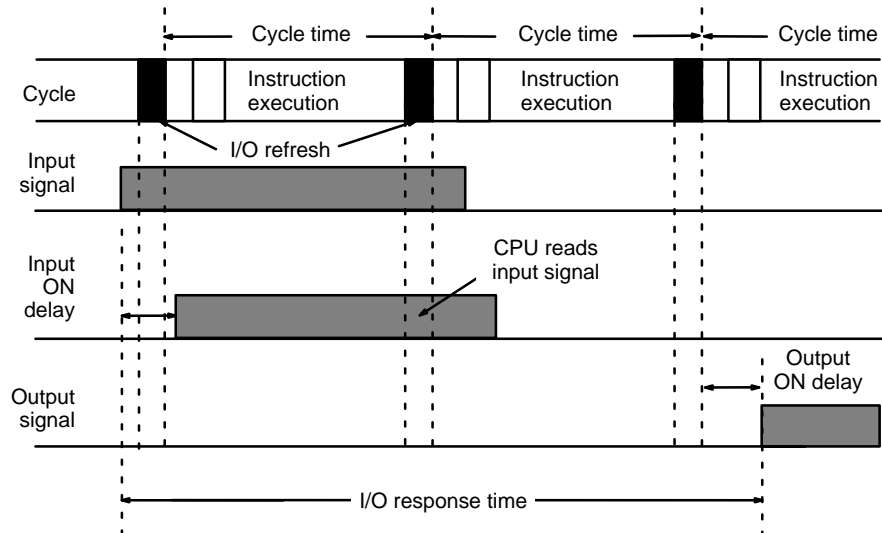 Cycle time
Cycle time
Cycle time
Cycle
Instruction
execution
Instruction
execution
Instruction
execution
I/O refresh
Input
signal
Input
ON
delay
CPU reads
input signal
Output
ON delay
Output
signal
I/O response time